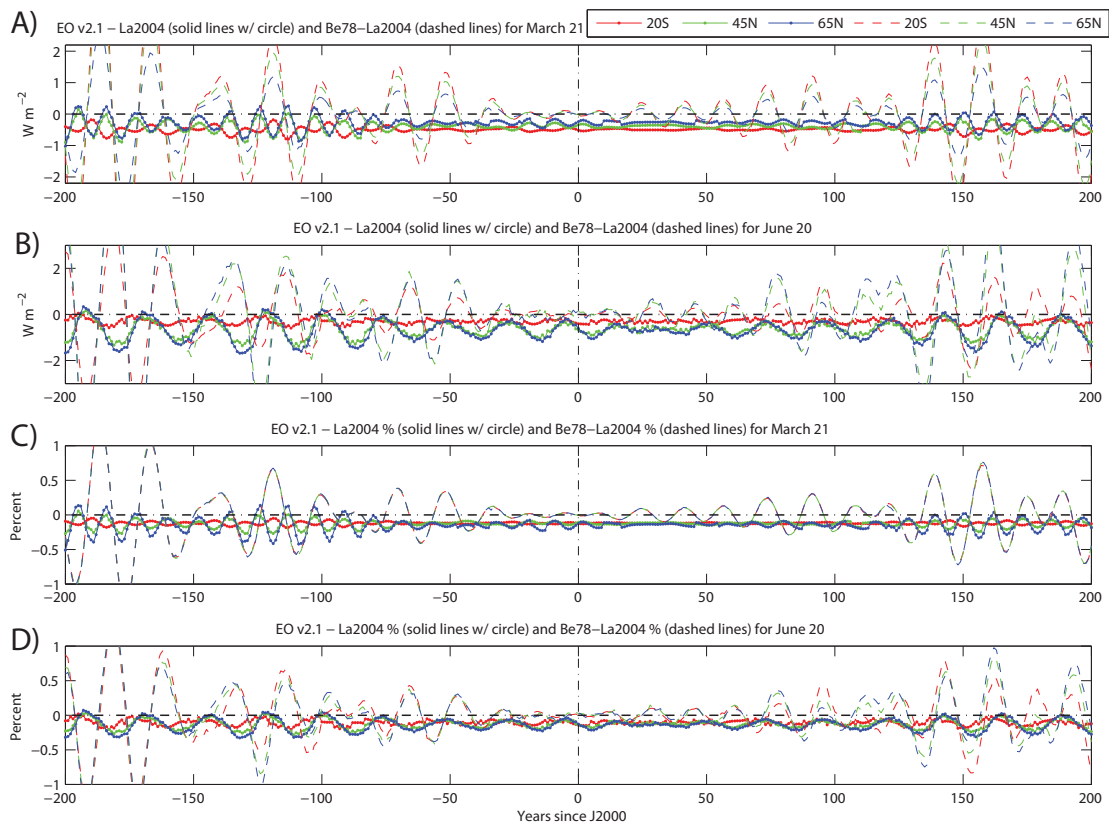 A)
EO v2.1 − La2004 (solid lines w/ circle) and Be78−La2004 (dashed lines) for March 21
20S 45N 65N 20S 45N 65N
2
1
0
−1
−2
W m−2
−200 −150 −100 −50 0 50 100 150 200
B)
EO v2.1 − La2004 (solid lines w/ circle) and Be78−La2004 (dashed lines) for June 20
2
0
−2
W m−2
−200 −150 −100 −50 0 50 100 150 200
C)
EO v2.1 − La2004 % (solid lines w/ circle) and Be78−La2004 % (dashed lines) for March 21
1
0.5
0
−0.5
−1
Percent
−200 −150 −100 −50 0 50 100 150 200
D)
EO v2.1 − La2004 % (solid lines w/ circle) and Be78−La2004 % (dashed lines) for June 20
1
0.5
0
−0.5
−1
Percent
−200 −150 −100 −50 0 50 100 150 200
Years since J2000